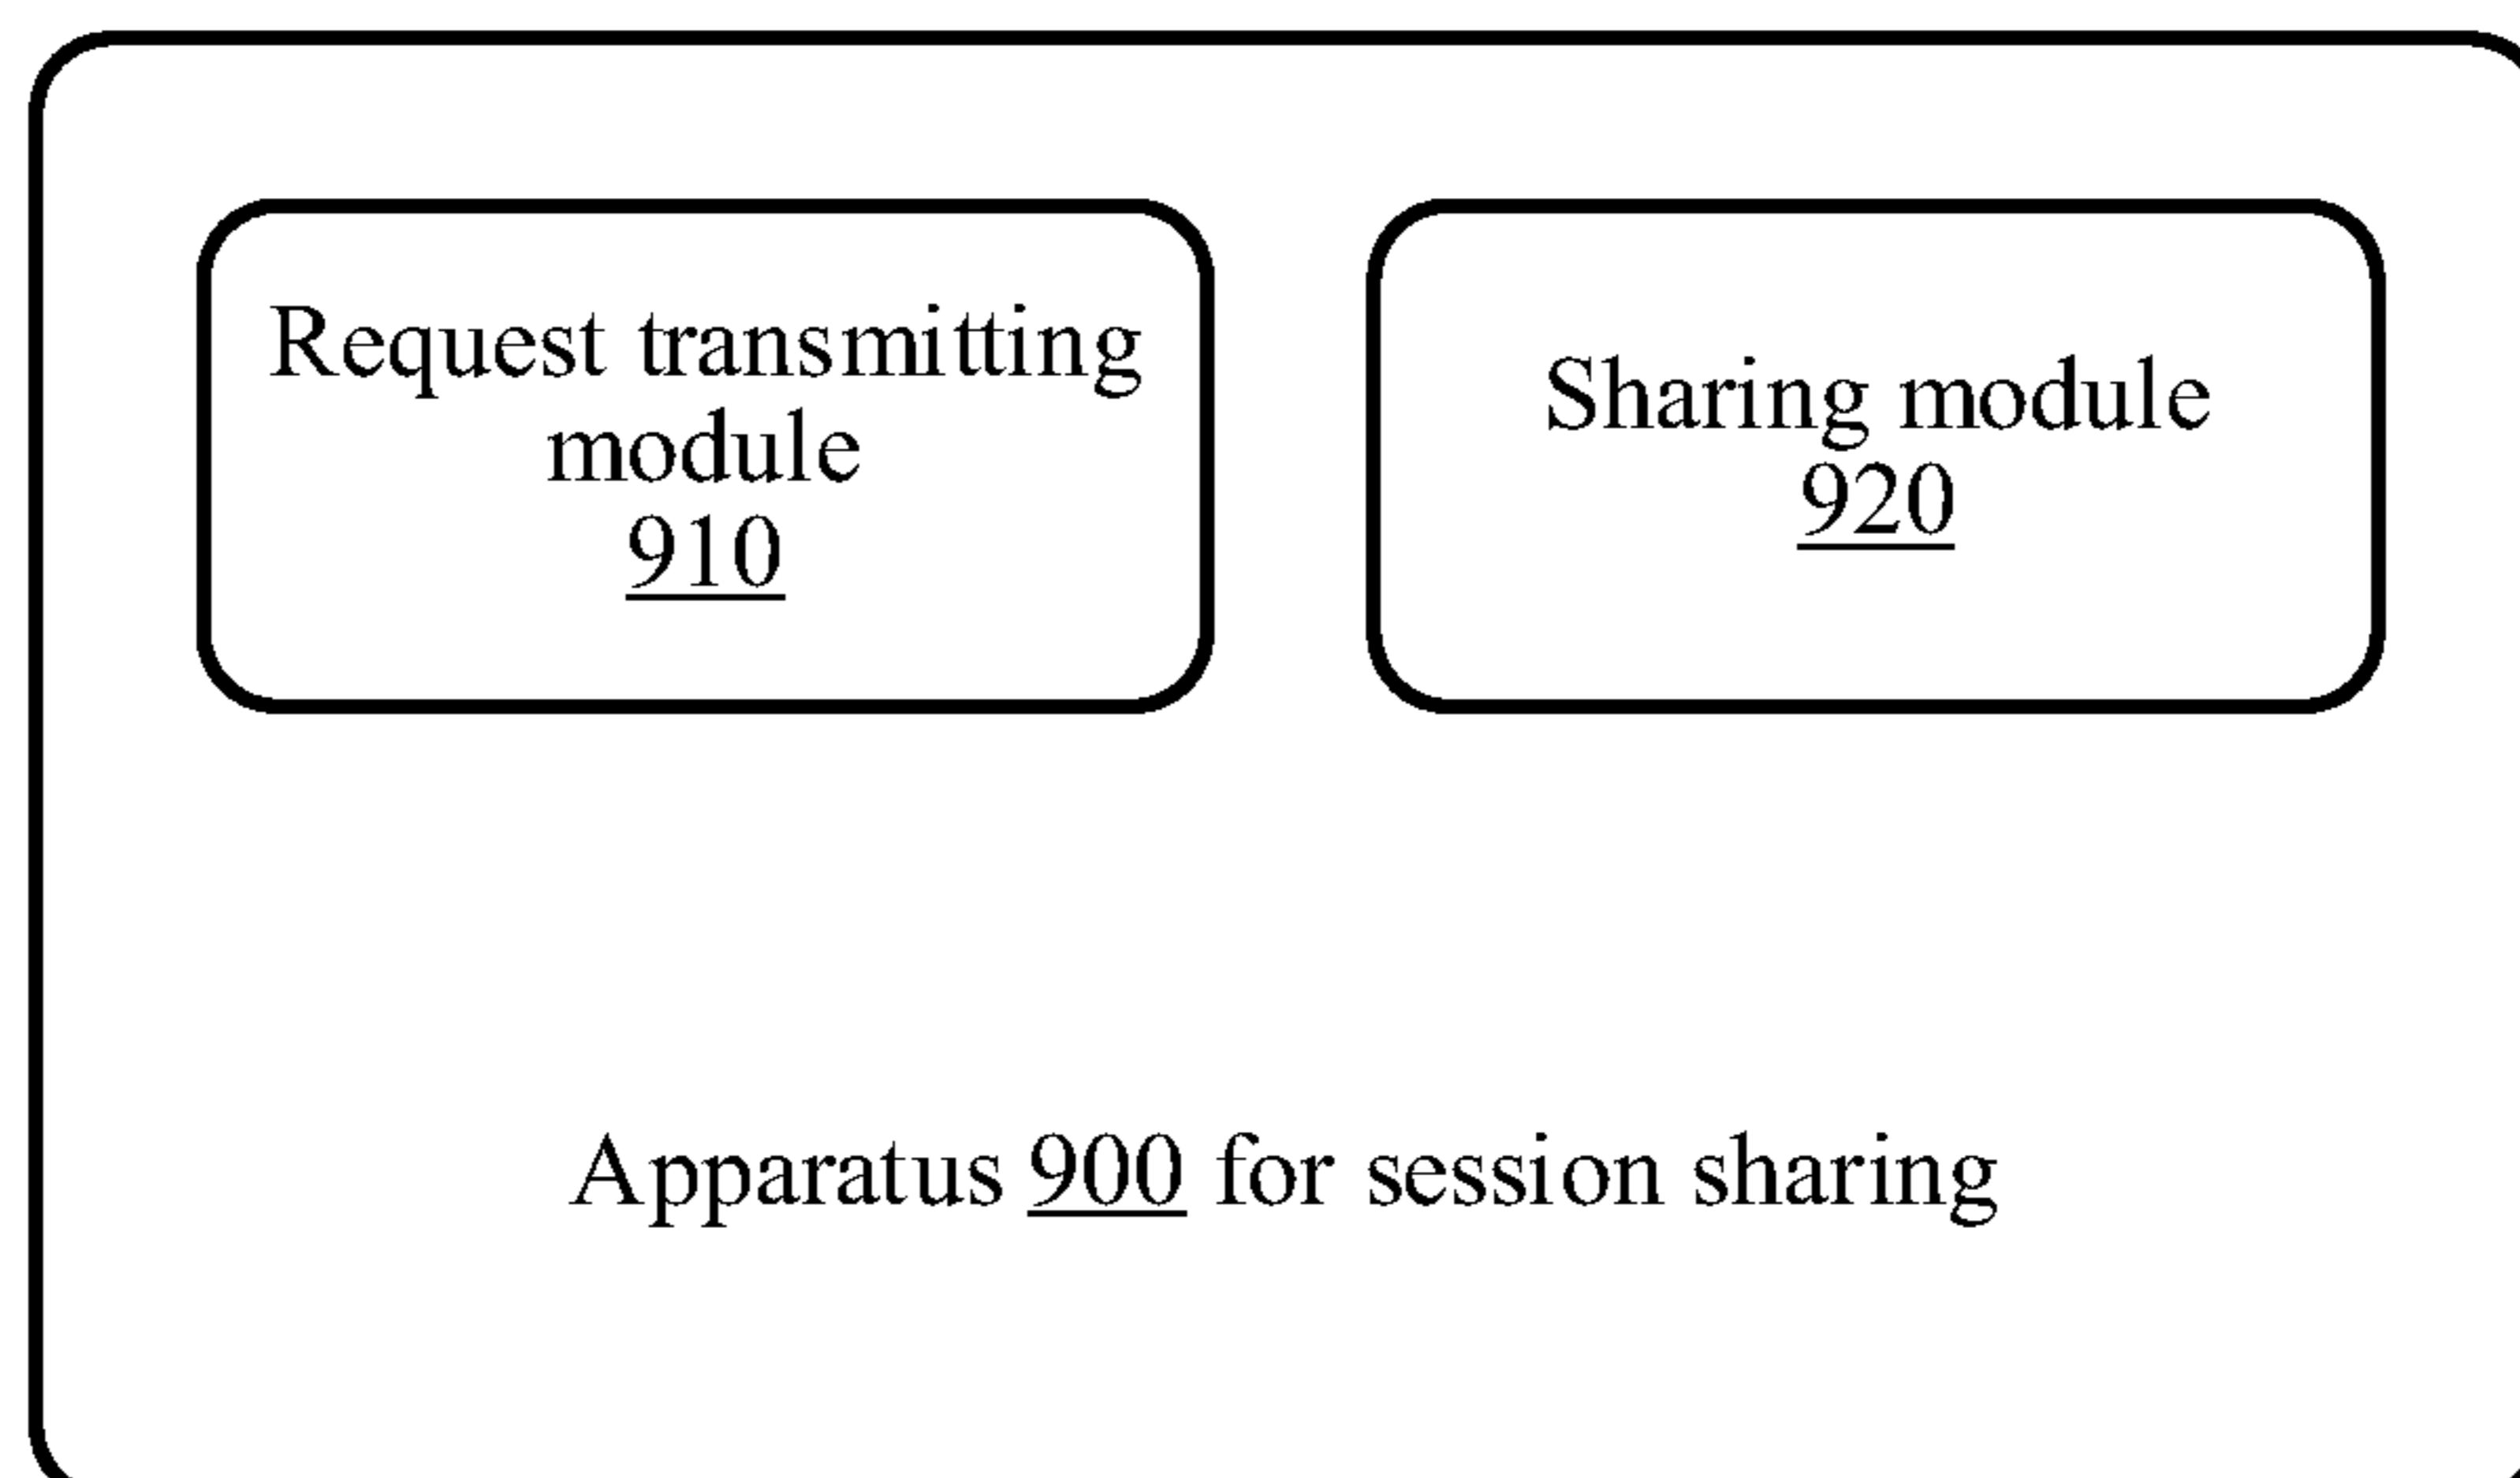 Request transmitting
module
910
Sharing module
920
Apparatus 900 for session sharing